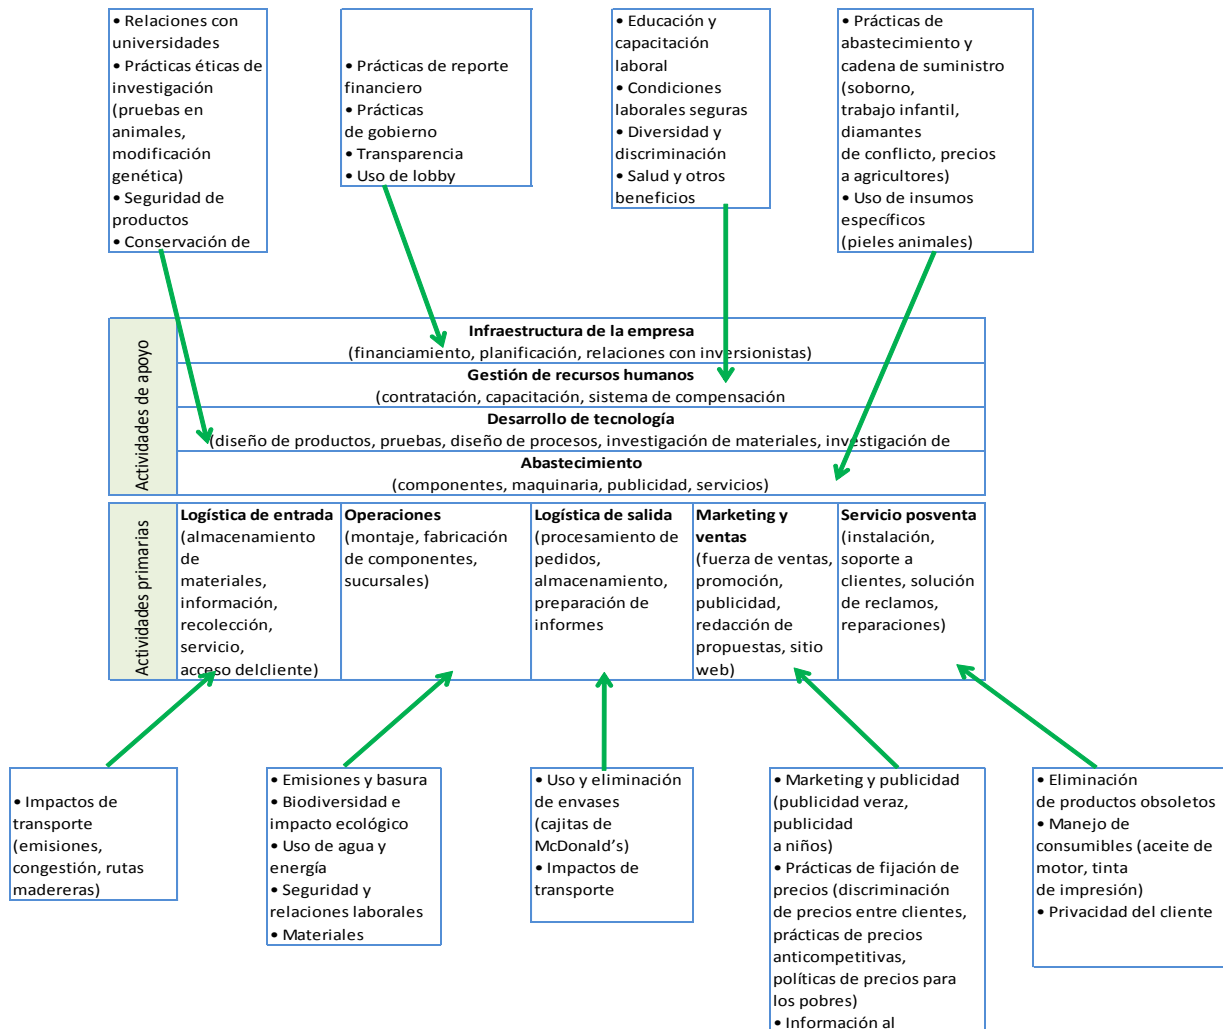 • Relaciones con
universidades
• Prácticas éticas de
investigación
(pruebas en
animales,
modificación
genética)
• Seguridad de
productos
• Conservación de
• Prácticas de reporte
financiero
• Prácticas
de gobierno
• Transparencia
• Uso de lobby
• Educación y
capacitación
laboral
• Condiciones
laborales seguras
• Diversidad y
discriminación
• Salud y otros
beneficios
• Prácticas de
abastecimiento y
cadena de suministro
(soborno,
trabajo infantil,
diamantes
de conflicto, precios
a agricultores)
• Uso de insumos
específicos
(pieles animales)
Actividades de apoyo
Infraestructura de la empresa
(financiamiento, planificación, relaciones con inversionistas)
Gestión de recursos humanos
(contratación, capacitación, sistema de compensación
Desarrollo de tecnología
(diseño de productos, pruebas, diseño de procesos, investigación de materiales, investigación de
Abastecimiento
(componentes, maquinaria, publicidad, servicios)
Actividades primarias
Logística de entrada
(almacenamiento
de
materiales,
información,
recolección,
servicio,
acceso delcliente)
Operaciones
(montaje, fabricación
de componentes,
sucursales)
Logística de salida
(procesamiento de
pedidos,
almacenamiento,
preparación de
informes
Marketing y
ventas
(fuerza de ventas,
promoción,
publicidad,
redacción de
propuestas, sitio
web)
Servicio posventa
(instalación,
soporte a
clientes, solución
de reclamos,
reparaciones)
• Impactos de
transporte
(emisiones,
congestión, rutas
madereras)
• Emisiones y basura
• Biodiversidad e
impacto ecológico
• Uso de agua y
energía
• Seguridad y
relaciones laborales
• Materiales
• Uso y eliminación
de envases
(cajitas de
McDonald's)
• Impactos de
transporte
• Marketing y publicidad
(publicidad veraz,
publicidad
a niños)
• Prácticas de fijación de
precios (discriminación
de precios entre clientes,
prácticas de precios
anticompetitivas,
políticas de precios para
los pobres)
• Información al
• Eliminación
de productos obsoletos
• Manejo de
consumibles (aceite de
motor, tinta
de impresión)
• Privacidad del cliente